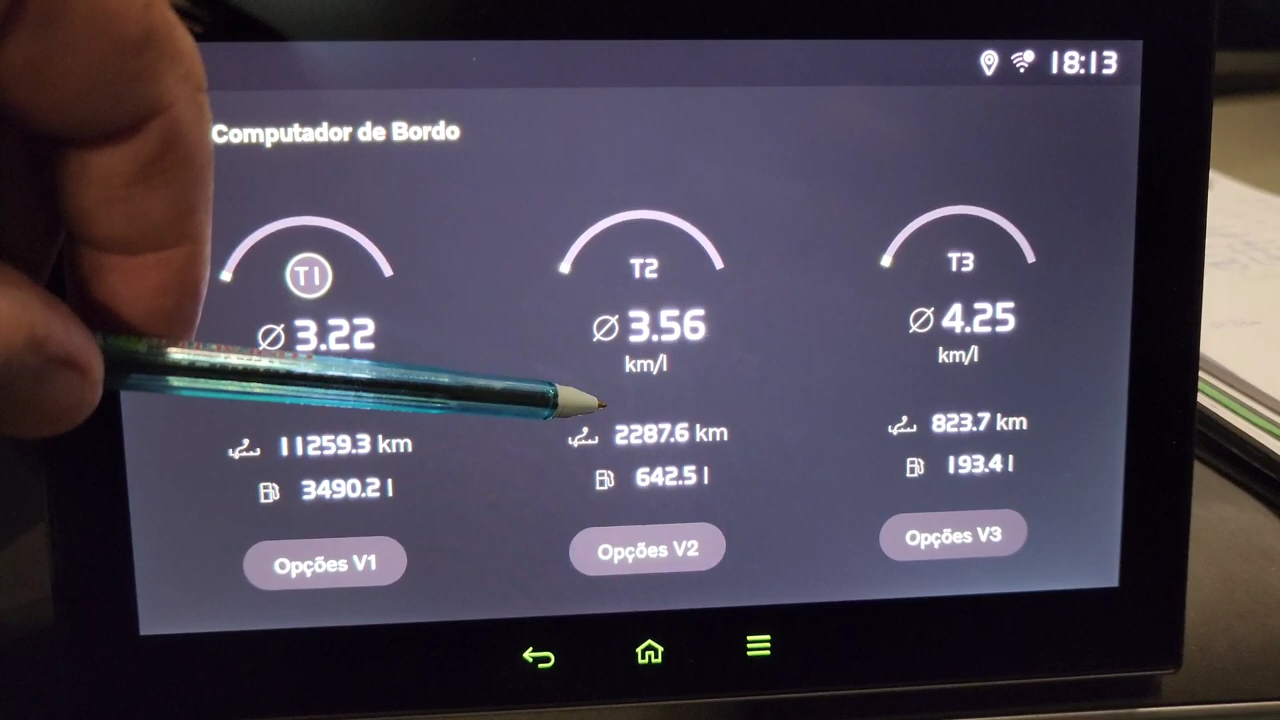 18:13
Computador de Bordo
T1
Ø 3.22
11259.3 km
3490.2 l
Opções V1
T2
Ø 3.56
km/l
2287.6 km
642.5 l
Opções V2
T3
Ø 4.25
km/l
823.7 km
193.4 l
Opções V3